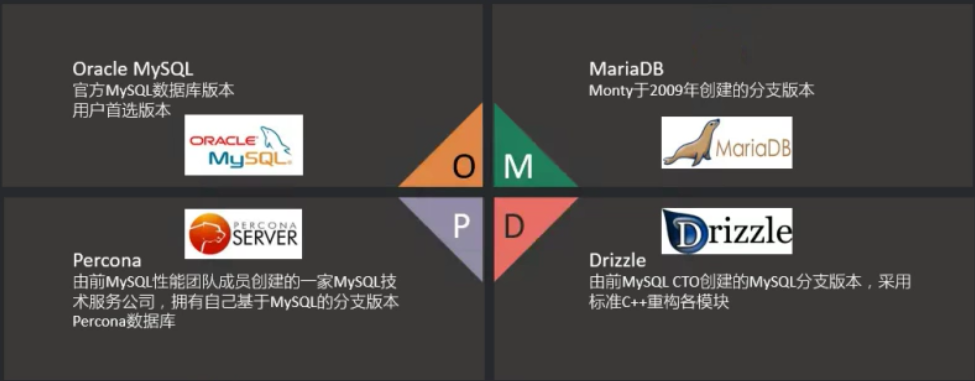 Oracle MySQL
官方MySQL数据库版本
用户首选版本
ORACLE
MySQL
MariaDB
Monty于2009年创建的分支版本
MariaDB
O
M
P
D
PERCONA
SERVER
Percona
由前MySQL性能团队成员创建的一家MySQL技
术服务公司，拥有自己基于MySQL的分支版本
Percona数据库
Drizzle
Drizzle
由前MySQL CTO创建的MySQL分支版本，采用
标准C++重构各模块